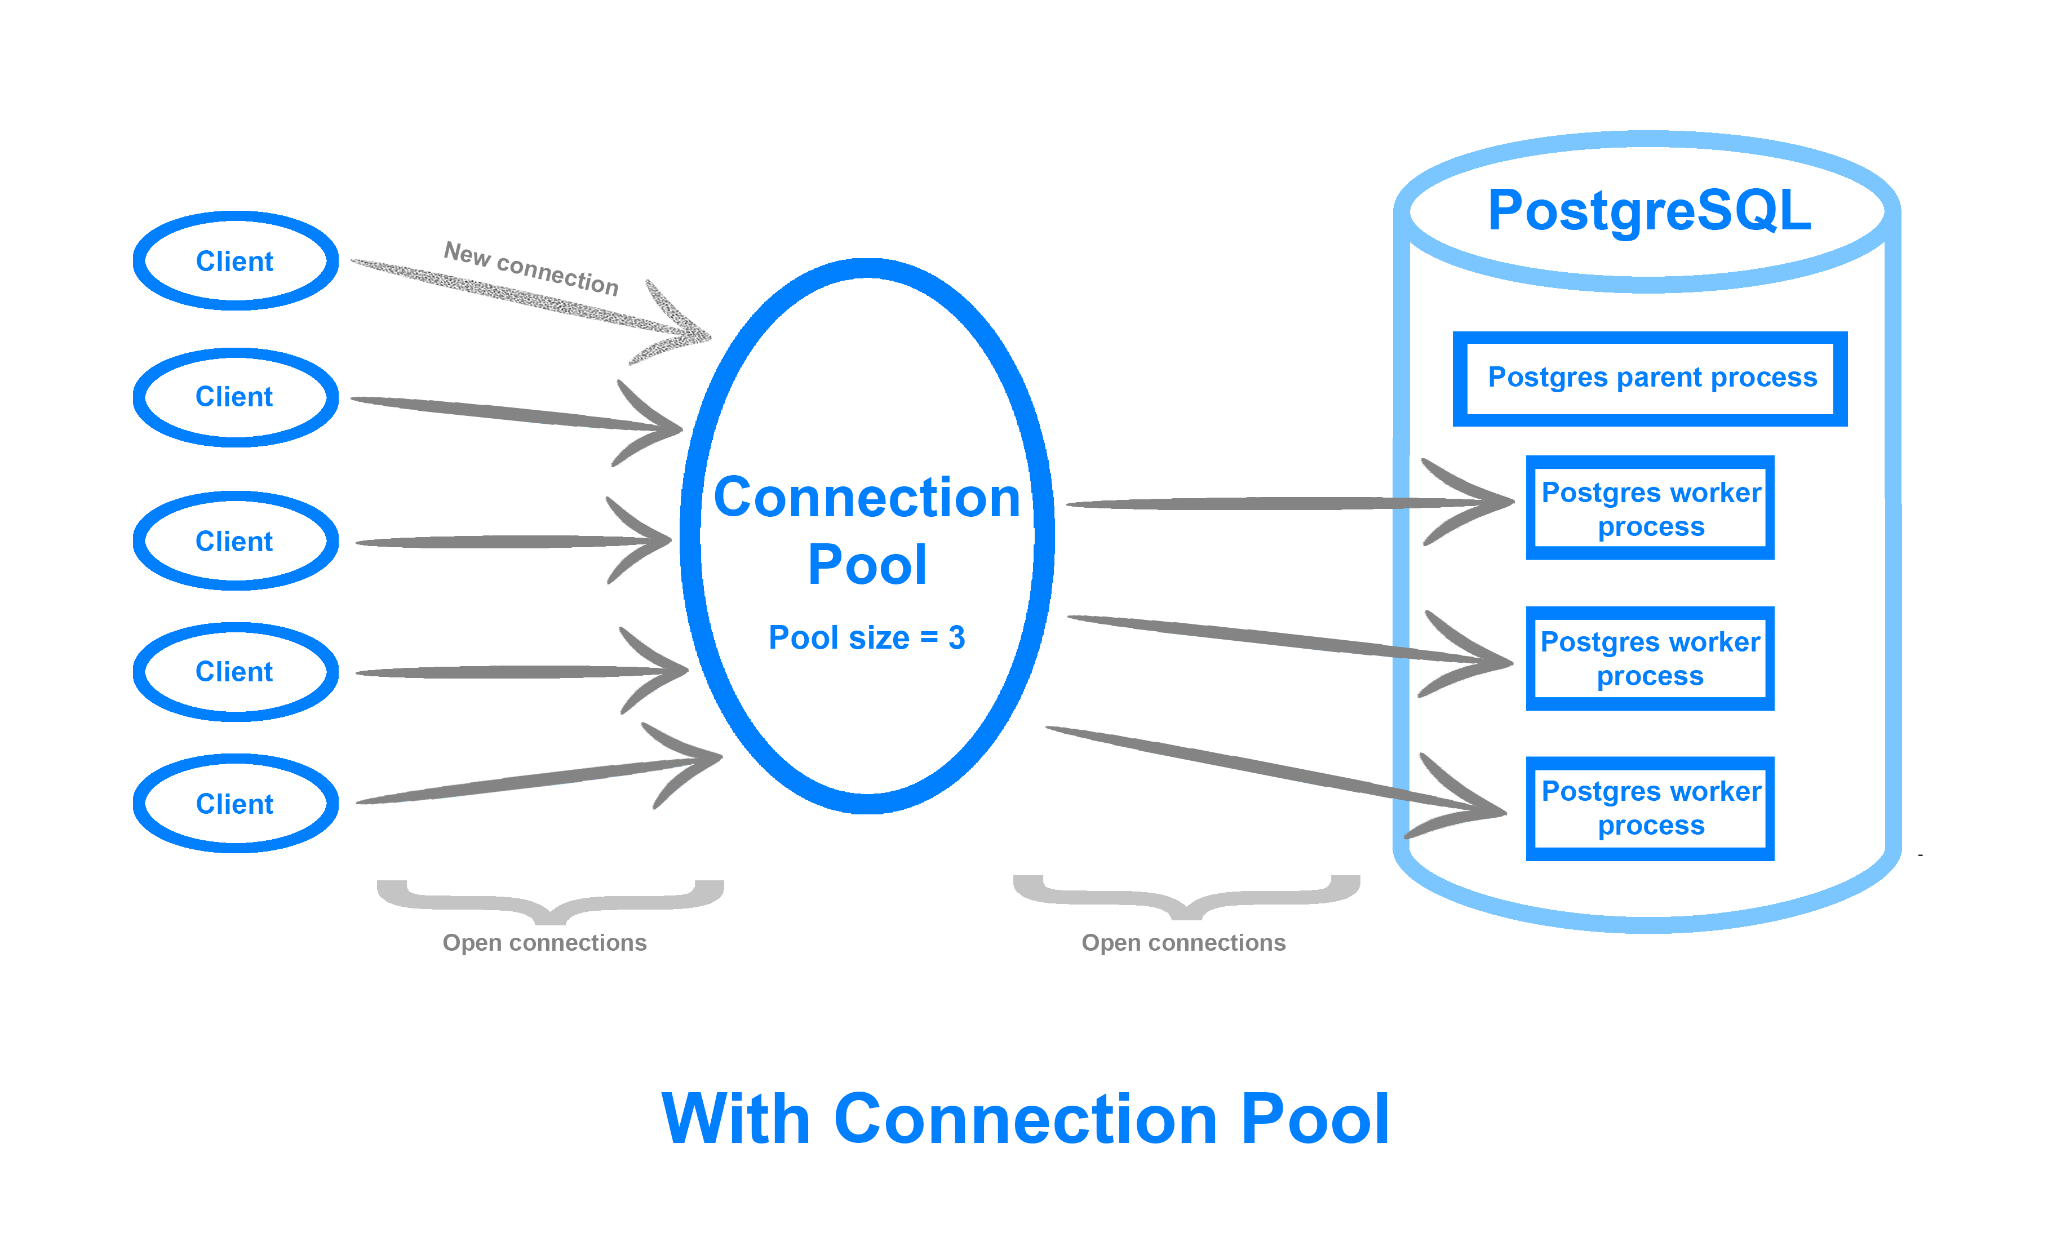 PostgreSQL
New connection
Client
Client
Client
Client
Client
Connection
Pool
Pool size = 3
Postgres parent process
Postgres worker
process
Postgres worker
process
Postgres worker
process
-
Open connections
Open connections
With Connection Pool